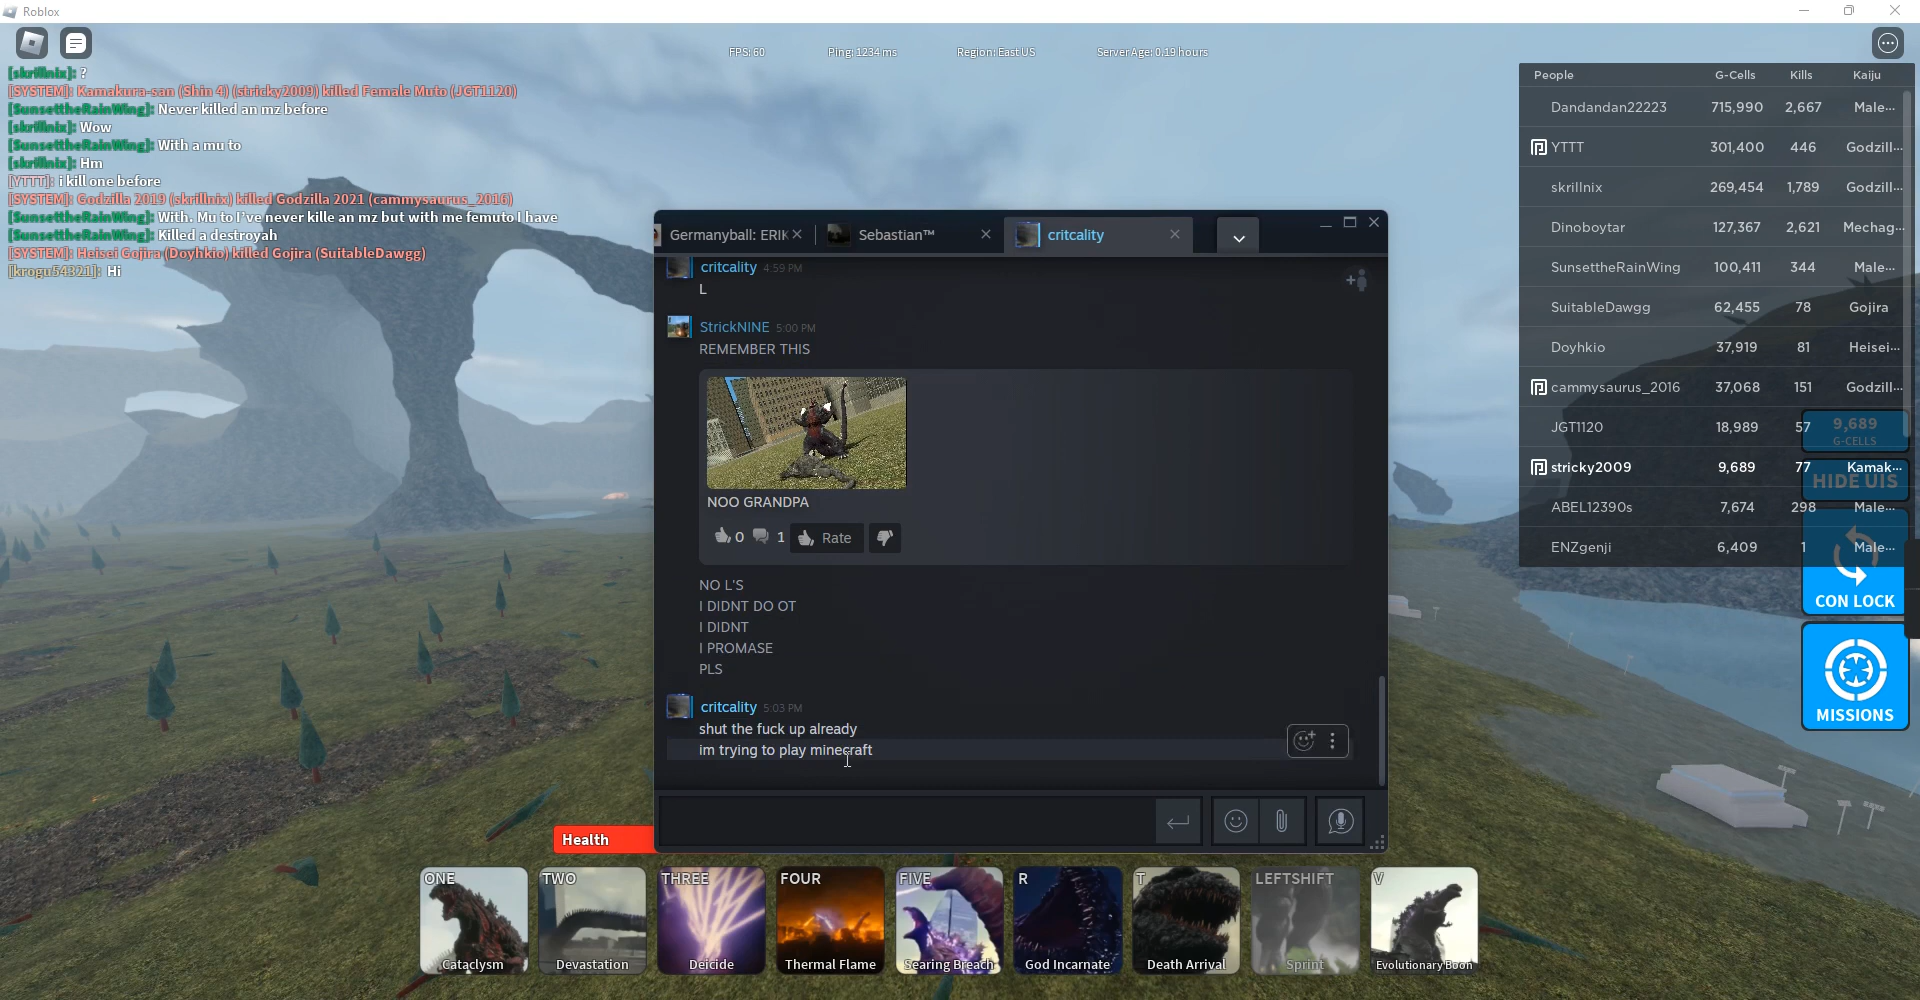 Roblox
FPS: 60
Ping: 1234 ms
Region: East US
Server Age: 0.19 hours
[skrillnix]: ?
[SYSTEM]: Kamakura-san (Shin 4) (stricky2009) killed Female Muto (JGT1120)
[SunsettheRainWing]: Never killed an mz before
[skrillnix]: Wow
[SunsettheRainWing]: With a mu to
[skrillnix]: Hm
[YTTT]: i kill one before
[SYSTEM]: Godzilla 2019 (skrillnix) killed Godzilla 2021 (cammysaurus_2016)
[SunsettheRainWing]: With. Mu to I've never kille an mz but with me femuto I have
[SunsettheRainWing]: Killed a destroyah
[SYSTEM]: Heisei Gojira (Doyhkio) killed Gojira (SuitableDawgg)
[krogu54321]: Hi
People G-Cells Kills Kaiju
Dandandan22223 715,990 2,667 Male...
YTTT 301,400 446 Godzill...
skrillnix 269,454 1,789 Godzill...
Dinoboytar 127,367 2,621 Mechag...
SunsettheRainWing 100,411 344 Male...
SuitableDawgg 62,455 78 Gojira
Doyhkio 37,919 81 Heisei...
cammysaurus_2016 37,068 151 Godzill...
JGT1120 18,989 57
stricky2009 9,689 77 Kamak...
ABEL12390s 7,674 298 Male...
ENZgenji 6,409 1 Male...
9,689
G-CELLS
HIDE UIS
CON LOCK
MISSIONS
Germanyball: ERIK
Sebastian™
critcality
critcality 4:59 PM
L
StrickNINE 5:00 PM
REMEMBER THIS
NOO GRANDPA
0 1 Rate
NO L'S
I DIDNT DO OT
I DIDNT
I PROMASE
PLS
critcality 5:03 PM
shut the fuck up already
im trying to play minecraft
Health
ONE
Cataclysm
TWO
Devastation
THREE
Deicide
FOUR
Thermal Flame
FIVE
Searing Breach
R
God Incarnate
T
Death Arrival
LEFTSHIFT
Sprint
V
Evolutionary Boon